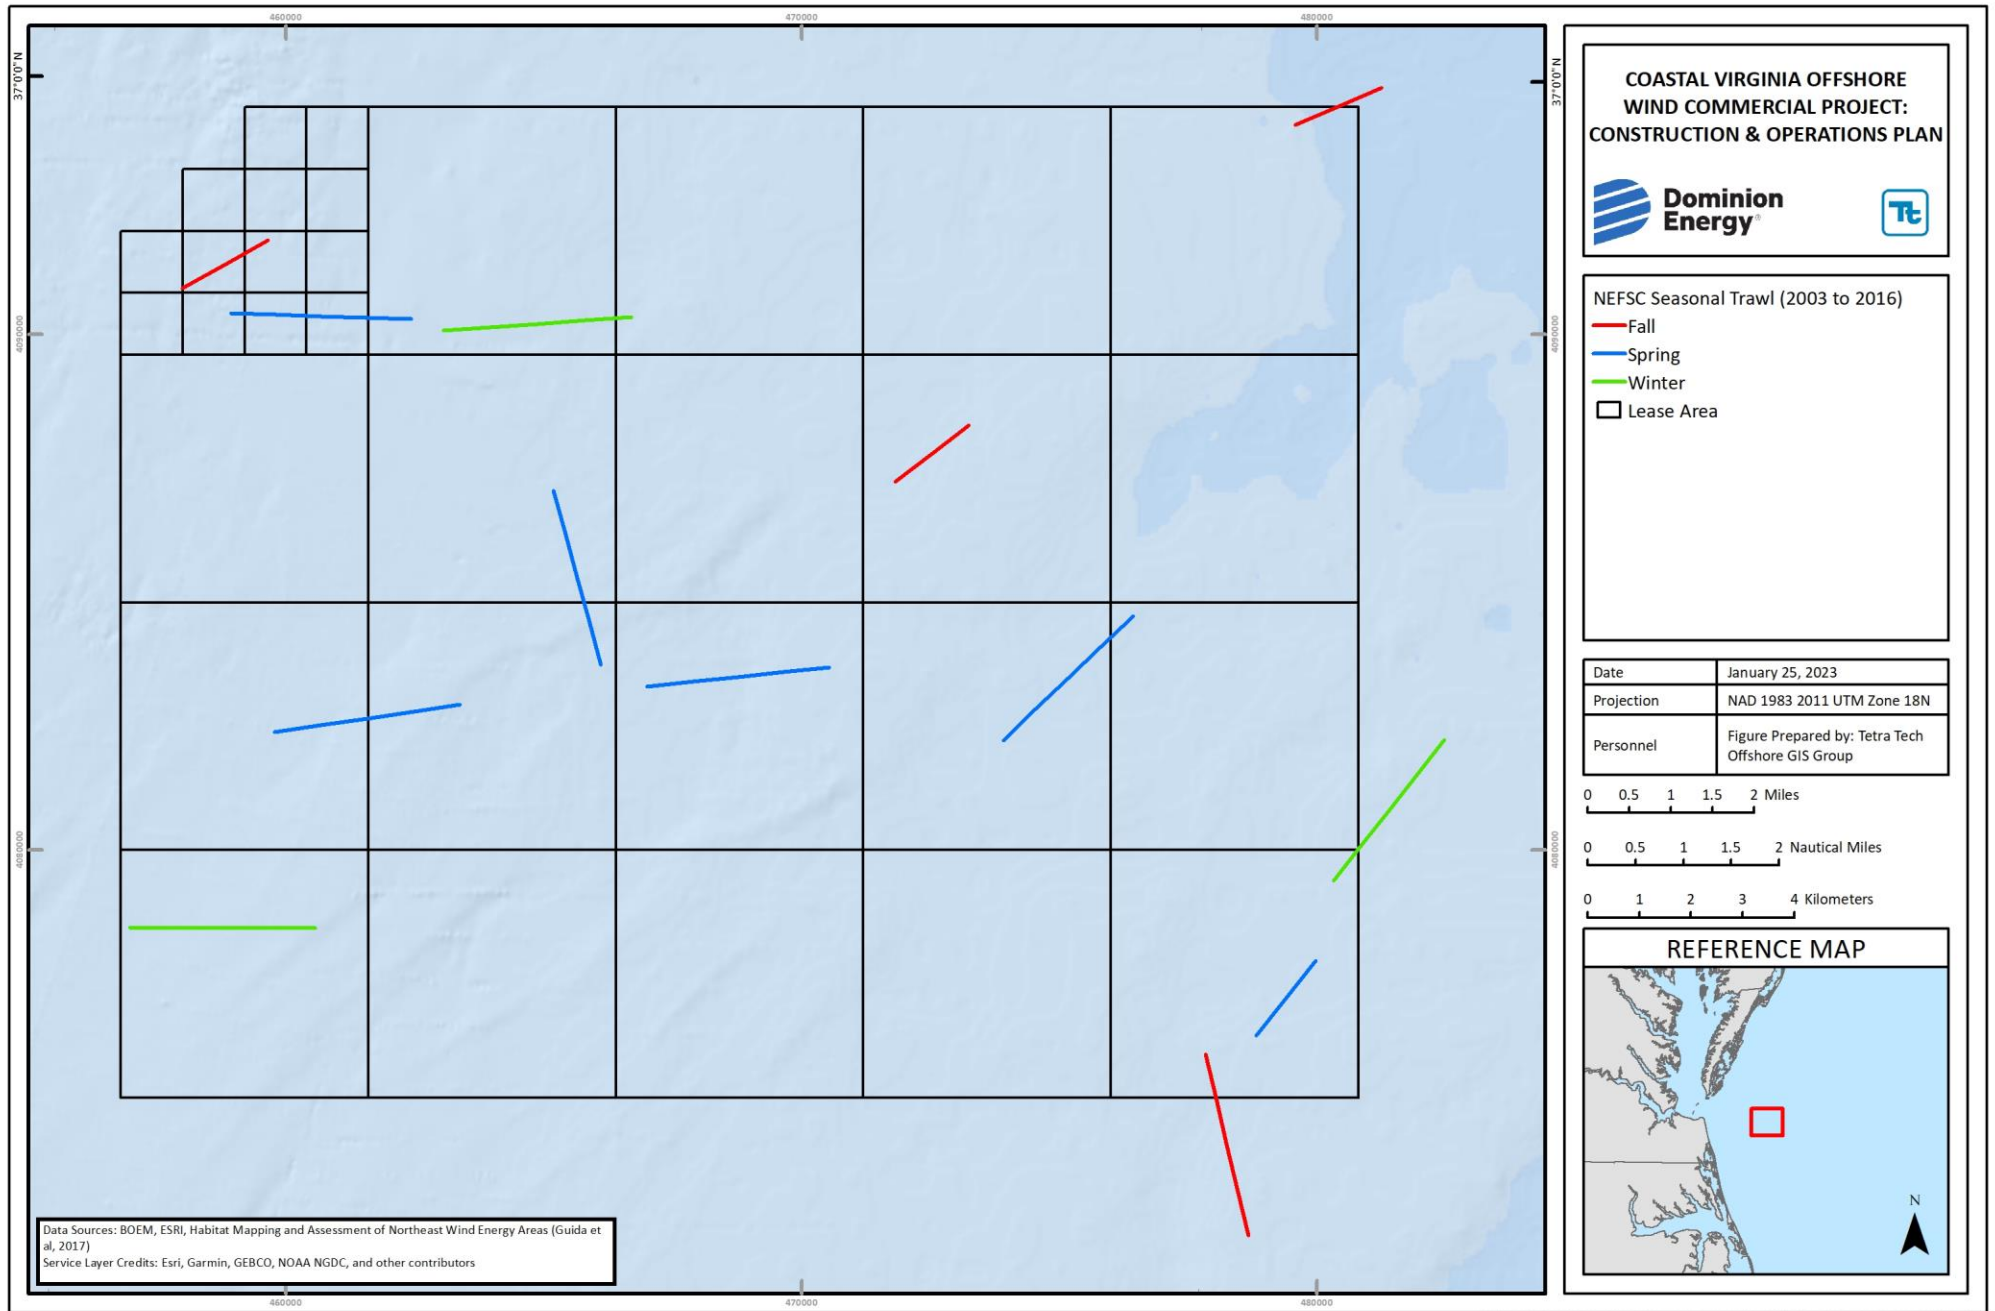 460000
470000
480000
37°0'0"N
37°0'0"N
4090000
4090000
4080000
4080000
460000
470000
480000
Data Sources: BOEM, ESRI, Habitat Mapping and Assessment of Northeast Wind Energy Areas (Guida et
al, 2017)
Service Layer Credits: Esri, Garmin, GEBCO, NOAA NGDC, and other contributors
COASTAL VIRGINIA OFFSHORE
WIND COMMERCIAL PROJECT:
CONSTRUCTION & OPERATIONS PLAN
Dominion
Energy®
Tt
NEFSC Seasonal Trawl (2003 to 2016)
Fall
Spring
Winter
Lease Area
Date January 25, 2023
Projection NAD 1983 2011 UTM Zone 18N
Personnel Figure Prepared by: Tetra Tech
Offshore GIS Group
0 0.5 1 1.5 2 Miles
0 0.5 1 1.5 2 Nautical Miles
0 1 2 3 4 Kilometers
REFERENCE MAP
N